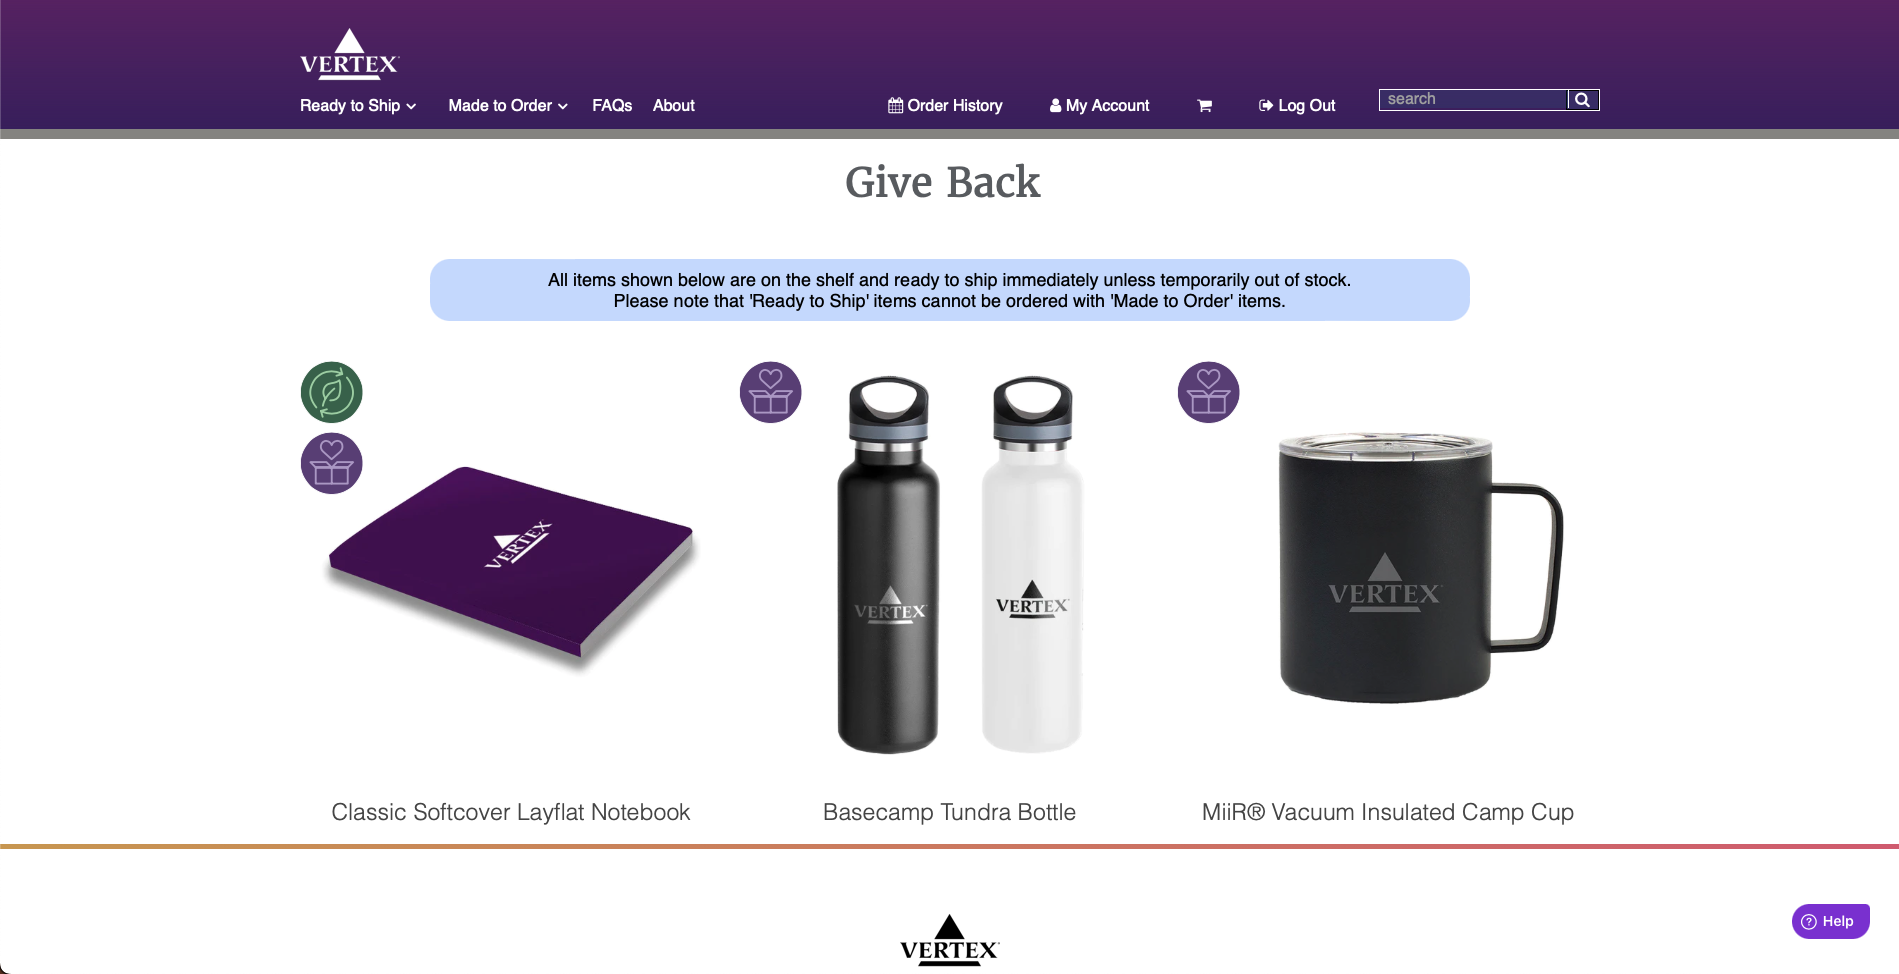 VERTEX
Ready to Ship
Made to Order
FAQs
About
Order History
My Account
Log Out
search
Give Back
All items shown below are on the shelf and ready to ship immediately unless temporarily out of stock.
Please note that 'Ready to Ship' items cannot be ordered with 'Made to Order' items.
VERTEX
VERTEX
VERTEX
VERTEX
Classic Softcover Layflat Notebook
Basecamp Tundra Bottle
MiiR® Vacuum Insulated Camp Cup
VERTEX
? Help